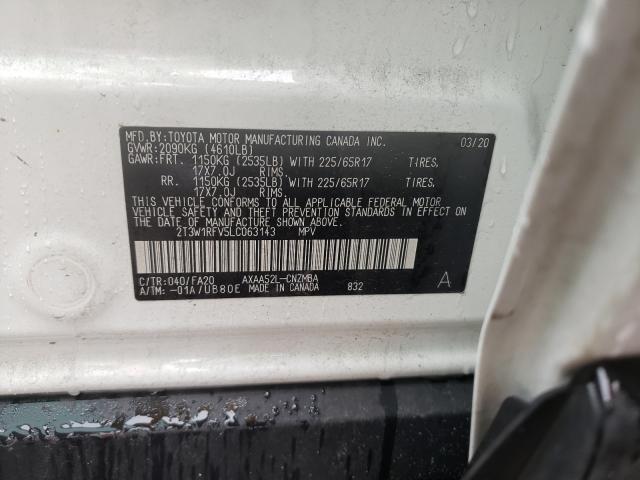 MFD.BY:TOYOTA MOTOR MANUFACTURING CANADA INC. 03/20
GVWR:2090KG (4610LB)
GAWR:FRT. 1150KG (2535LB) WITH 225/65R17 TIRES,
17X7.0J RIMS.
RR. 1150KG (2535LB) WITH 225/65R17 TIRES,
17X7.0J RIMS.
THIS VEHICLE CONFORMS TO ALL APPLICABLE FEDERAL MOTOR
VEHICLE SAFETY AND THEFT PREVENTION STANDARDS IN EFFECT ON
THE DATE OF MANUFACTURE SHOWN ABOVE.
2T3W1RFV5LC063143 MPV
C/TR:040/FA20 AXAA52L-CNZMBA
A/TM: -01A/UB80E MADE IN CANADA 832 A